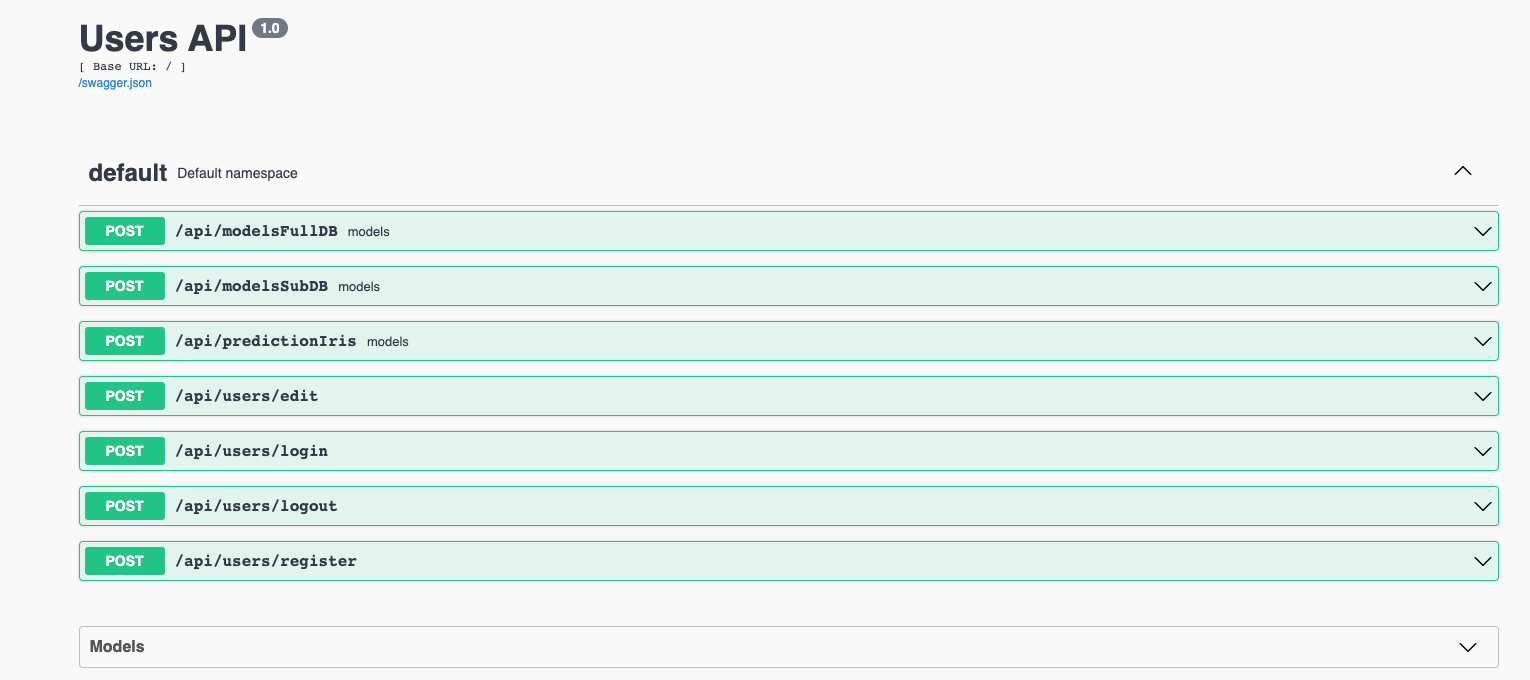 Users API 1.0
[ Base URL: / ]
/swagger.json
default Default namespace
POST /api/modelsFullDB models
POST /api/modelsSubDB models
POST /api/predictionIris models
POST /api/users/edit
POST /api/users/login
POST /api/users/logout
POST /api/users/register
Models